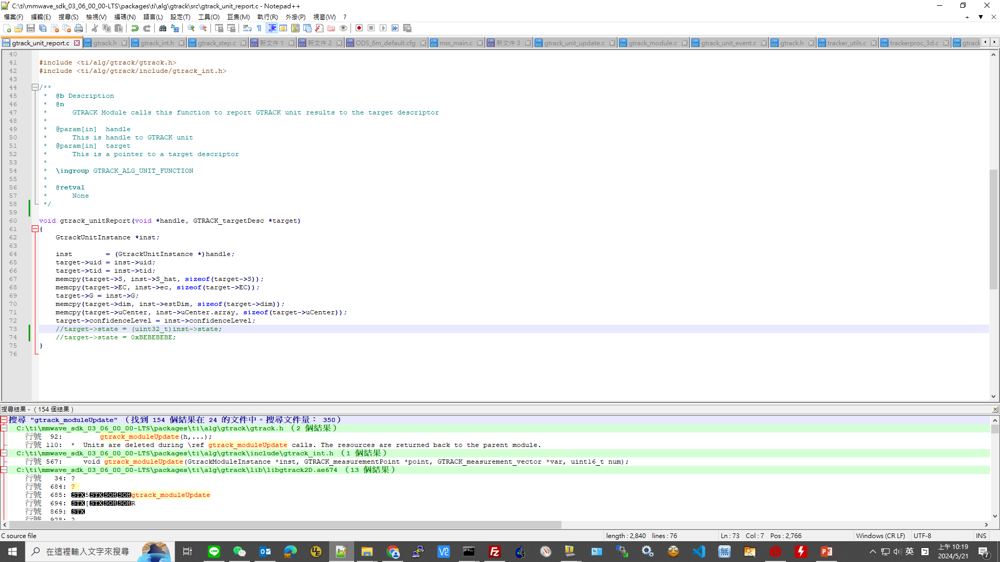 C:\ti\mmwave_sdk_03_06_00_00-LTS\packages\ti\alg\gtrack\src\gtrack_unit_report.c - Notepad++
檔案(F) 編輯(E) 搜尋(S) 檢視(V) 編碼(N) 語言(L) 設定(T) 工具(O) 巨集(M) 執行(R) 外掛(P) 視窗(W) ?
gtrack_unit_report.c gtrack.h gtrack_int.h gtrack_step.c 新文件 1 新文件 2 ODS_6m_default.cfg mss_main.c 新文件 3 gtrack_unit_update.c gtrack_module.c gtrack_unit_event.c gtrack.h tracker_utils.c trackerproc_3d.c gtrack
40
41 #include <ti/alg/gtrack/gtrack.h>
42 #include <ti/alg/gtrack/include/gtrack_int.h>
43
44 /**
45 * @b Description
46 * @n
47 * GTRACK Module calls this function to report GTRACK unit results to the target descriptor
48 *
49 * @param[in] handle
50 * This is handle to GTRACK unit
51 * @param[in] target
52 * This is a pointer to a target descriptor
53 *
54 * \ingroup GTRACK_ALG_UNIT_FUNCTION
55 *
56 * @retval
57 * None
58 */
59
60 void gtrack_unitReport(void *handle, GTRACK_targetDesc *target)
61 {
62 GtrackUnitInstance *inst;
63
64 inst = (GtrackUnitInstance *)handle;
65 target->uid = inst->uid;
66 target->tid = inst->tid;
67 memcpy(target->S, inst->S_hat, sizeof(target->S));
68 memcpy(target->EC, inst->ec, sizeof(target->EC));
69 target->G = inst->G;
70 memcpy(target->dim, inst->estDim, sizeof(target->dim));
71 memcpy(target->uCenter, inst->uCenter.array, sizeof(target->uCenter));
72 target->confidenceLevel = inst->confidenceLevel;
73 //target->state = (uint32_t)inst->state;
74 //target->state = 0xBEBEBEBE;
75 }
76
搜尋結果 - ( 154 個結果 )
搜尋 "gtrack_moduleUpdate" (找到 154 個結果在 24 的文件中。搜尋文件量: 350)
C:\ti\mmwave_sdk_03_06_00_00-LTS\packages\ti\alg\gtrack\gtrack.h (2 個結果)
行號 92: gtrack_moduleUpdate(h,...);
行號 110: * Units are deleted during \ref gtrack_moduleUpdate calls. The resources are returned back to the parent module.
C:\ti\mmwave_sdk_03_06_00_00-LTS\packages\ti\alg\gtrack\include\gtrack_int.h (1 個結果)
行號 567: void gtrack_moduleUpdate(GtrackModuleInstance *inst, GTRACK_measurementPoint *point, GTRACK_measurement_vector *var, uint16_t num);
C:\ti\mmwave_sdk_03_06_00_00-LTS\packages\ti\alg\gtrack\lib\libgtrack2D.ae674 (13 個結果)
行號 34: ?
行號 684: ?
行號 685: STX5STXSOHSOHgtrack_moduleUpdate
行號 694: STX[STXSOHSOHR
行號 869: STX
行號 928: ?
C source file length : 2,840 lines : 76 Ln : 73 Col : 7 Pos : 2,766 Windows (CR LF) UTF-8 INS
在這裡輸入文字來搜尋
英
上午 10:19
2024/5/21
7